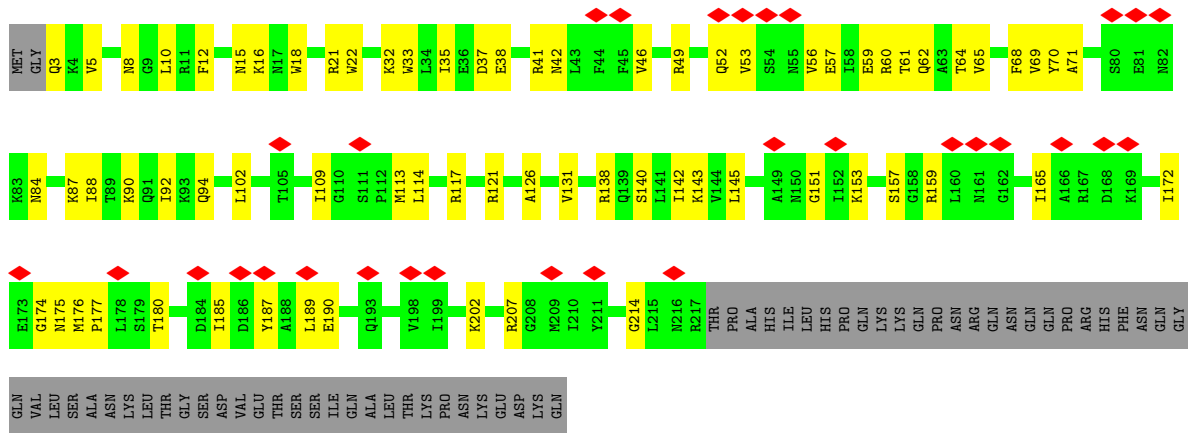 MET GLY Q3 K4 V5 N8 G9 L10 R11 F12 N15 K16 N17 W18 R21 W22 K32 W33 L34 I35 E36 D37 E38 R41 N42 L43 F44 F45 V46 R49 Q52 V53 S54 N55 V56 E57 I58 E59 R60 T61 Q62 A63 T64 V65 F68 V69 Y70 A71 S80 E81 N82
K83 N84 K87 I88 T89 K90 Q91 I92 K93 Q94 L102 T105 I109 G110 S111 P112 M113 L114 R117 R121 A126 V131 R138 Q139 S140 L141 I142 K143 V144 L145 A149 N150 G151 I152 K153 S157 G158 R159 L160 N161 G162 I165 A166 R167 D168 K169 I172
E173 G174 N175 M176 P177 L178 S179 T180 D184 I185 D186 Y187 A188 L189 E190 Q193 V198 I199 K202 R207 G208 M209 I210 Y211 G214 L215 N216 R217 THR PRO ALA HIS ILE LEU HIS PRO GLN LYS LYS GLN PRO ASN ARG GLN ASN GLN GLN PRO ARG HIS PHE ASN GLN GLY
GLN VAL LEU SER ALA ASN LYS LEU THR GLY SER ASP VAL GLU THR SER SER ILE GLN ALA LEU THR LYS PRO ASN LYS GLU ASP LYS GLN